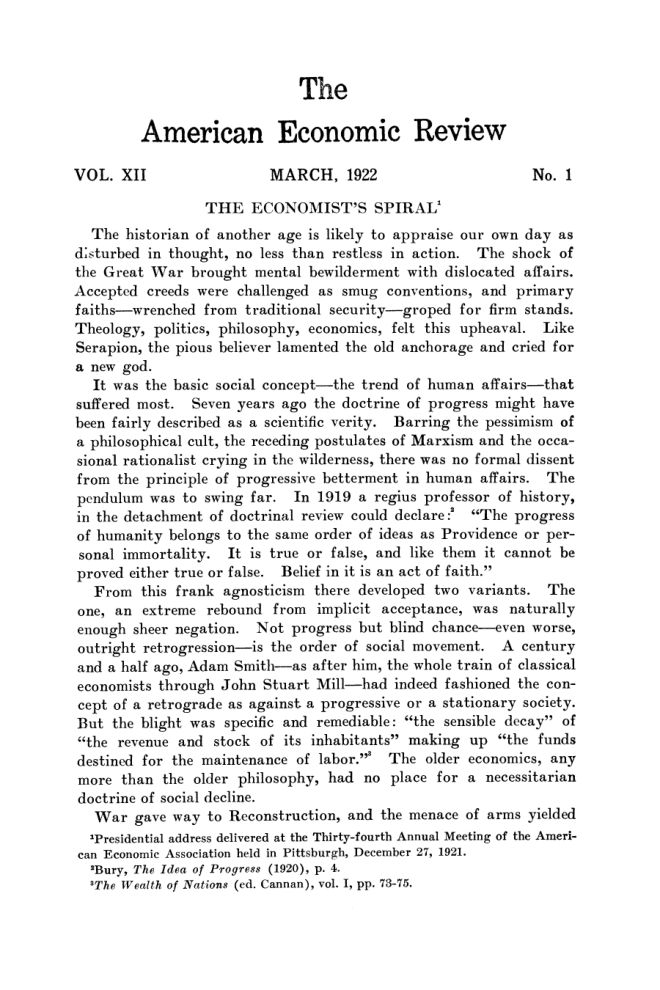 The
American Economic Review
VOL. XII MARCH, 1922 No. 1
THE ECONOMIST'S SPIRAL¹
The historian of another age is likely to appraise our own day as
disturbed in thought, no less than restless in action. The shock of
the Great War brought mental bewilderment with dislocated affairs.
Accepted creeds were challenged as smug conventions, and primary
faiths—wrenched from traditional security—groped for firm stands.
Theology, politics, philosophy, economics, felt this upheaval. Like
Serapion, the pious believer lamented the old anchorage and cried for
a new god.
It was the basic social concept—the trend of human affairs—that
suffered most. Seven years ago the doctrine of progress might have
been fairly described as a scientific verity. Barring the pessimism of
a philosophical cult, the receding postulates of Marxism and the occa-
sional rationalist crying in the wilderness, there was no formal dissent
from the principle of progressive betterment in human affairs. The
pendulum was to swing far. In 1919 a regius professor of history,
in the detachment of doctrinal review could declare:² "The progress
of humanity belongs to the same order of ideas as Providence or per-
sonal immortality. It is true or false, and like them it cannot be
proved either true or false. Belief in it is an act of faith."
From this frank agnosticism there developed two variants. The
one, an extreme rebound from implicit acceptance, was naturally
enough sheer negation. Not progress but blind chance—even worse,
outright retrogression—is the order of social movement. A century
and a half ago, Adam Smith—as after him, the whole train of classical
economists through John Stuart Mill—had indeed fashioned the con-
cept of a retrograde as against a progressive or a stationary society.
But the blight was specific and remediable: "the sensible decay" of
"the revenue and stock of its inhabitants" making up "the funds
destined for the maintenance of labor."³ The older economics, any
more than the older philosophy, had no place for a necessitarian
doctrine of social decline.
War gave way to Reconstruction, and the menace of arms yielded
¹Presidential address delivered at the Thirty-fourth Annual Meeting of the Ameri-
can Economic Association held in Pittsburgh, December 27, 1921.
²Bury, The Idea of Progress (1920), p. 4.
³The Wealth of Nations (ed. Cannan), vol. I, pp. 73-75.